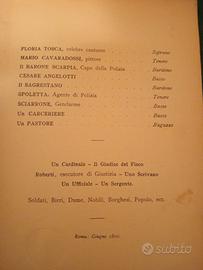 FLORIA TOSCA, celebre cantante Soprano
MARIO CAVARADOSSI, pittore Tenore
Il BARONE SCARPIA, Capo della Polizia Baritono
CESARE ANGELOTTI Basso
Il SAGRESTANO Baritono
SPOLETTA, Agente di Polizia Tenore
SCIARRONE, Gendarme Basso
Un CARCERIERE Basso
Un PASTORE Ragazzo
Un Cardinale - Il Giudice del Fisco
Roberti, esecutore di Giustizia - Uno Scrivano
Un Ufficiale - Un Sergente.
Soldati, Birri, Dame, Nobili, Borghesi, Popolo, ecc.
Roma: Giugno 1800.
subito